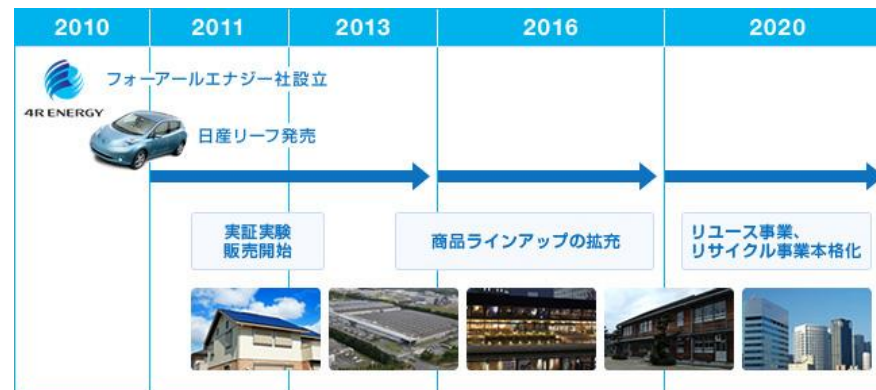 2010
2011
2013
2016
2020
フォーアールエナジー社設立
4R ENERGY
日産リーフ発売
実証実験
販売開始
商品ラインアップの拡充
リユース事業、
リサイクル事業本格化